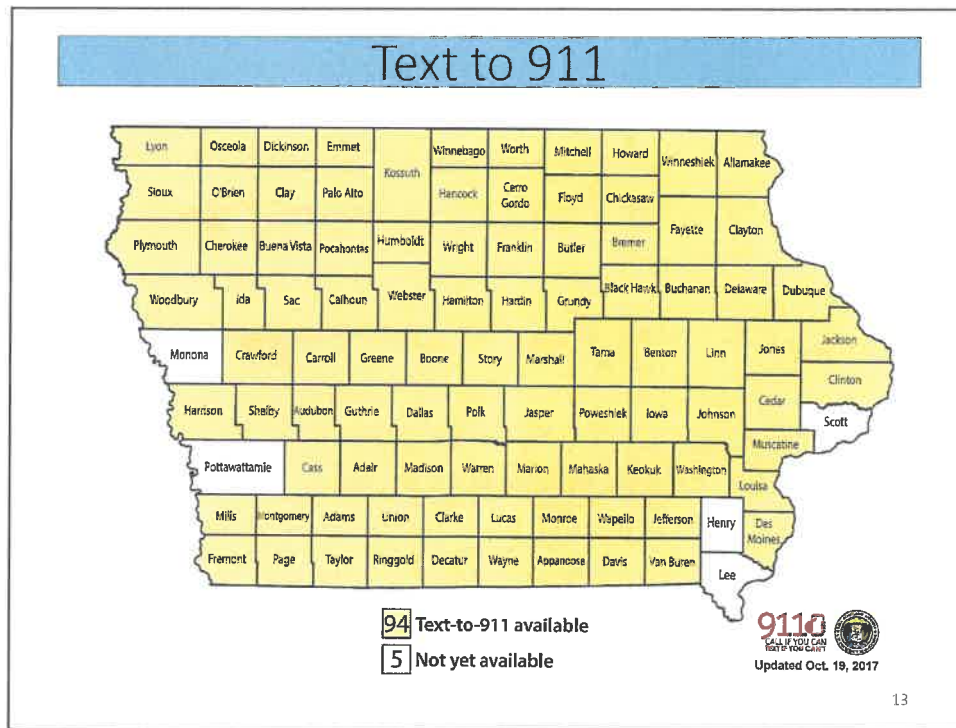 Text to 911
Lyon Osceola Dickinson Emmet Kossuth Winnebago Worth Mitchell Howard Winneshiek Allamakee
Sioux O'Brien Clay Palo Alto Hancock Cerro Gordo Floyd Chickasaw
Fayette Clayton
Plymouth Cherokee Buena Vista Pocahontas Humboldt Wright Franklin Butler Bremer
Woodbury Ida Sac Calhoun Webster Hamilton Hardin Grundy Black Hawk Buchanan Delaware Dubuque
Monona Crawford Carroll Greene Boone Story Marshall Tama Benton Linn Jones Jackson
Clinton
Harrison Shelby Audubon Guthrie Dallas Polk Jasper Poweshiek Iowa Johnson Cedar Scott
Muscatine
Pottawattamie Cass Adair Madison Warren Marion Mahaska Keokuk Washington
Louisa
Mills Montgomery Adams Union Clarke Lucas Monroe Wapello Jefferson Henry Des Moines
Fremont Page Taylor Ringgold Decatur Wayne Appanoose Davis Van Buren Lee
94 Text-to-911 available
5 Not yet available
911
CALL IF YOU CAN
TEXT IF YOU CAN'T
Updated Oct. 19, 2017
13